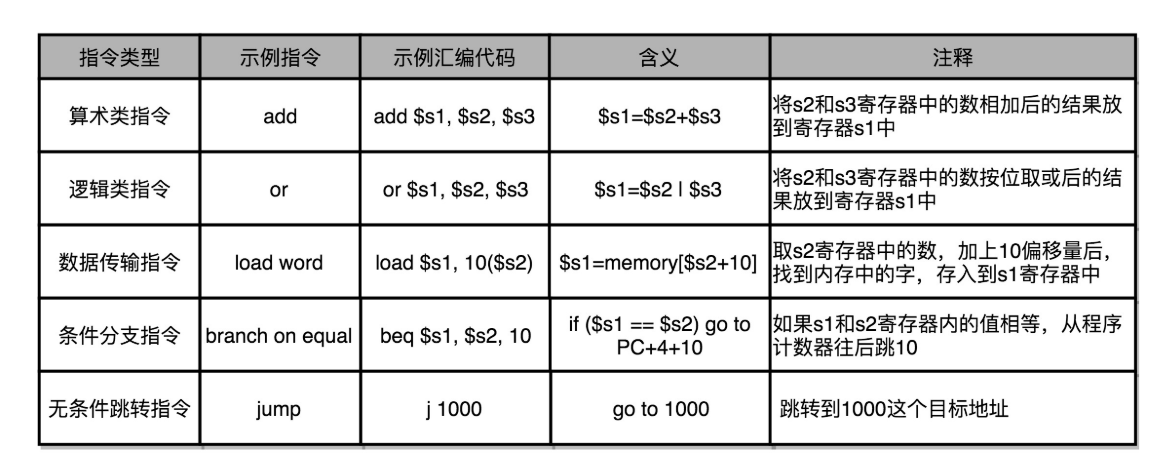 指令类型 示例指令 示例汇编代码 含义 注释
算术类指令 add add $s1, $s2, $s3 $s1=$s2+$s3 将s2和s3寄存器中的数相加后的结果放
到寄存器s1中
逻辑类指令 or or $s1, $s2, $s3 $s1=$s2 | $s3 将s2和s3寄存器中的数按位取或后的结
果放到寄存器s1中
数据传输指令 load word load $s1, 10($s2) $s1=memory[$s2+10] 取s2寄存器中的数，加上10偏移量后，
找到内存中的字，存入到s1寄存器中
条件分支指令 branch on equal beq $s1, $s2, 10 if ($s1 == $s2) go to
PC+4+10
如果s1和s2寄存器内的值相等，从程序
计数器往后跳10
无条件跳转指令 jump j 1000 go to 1000 跳转到1000这个目标地址